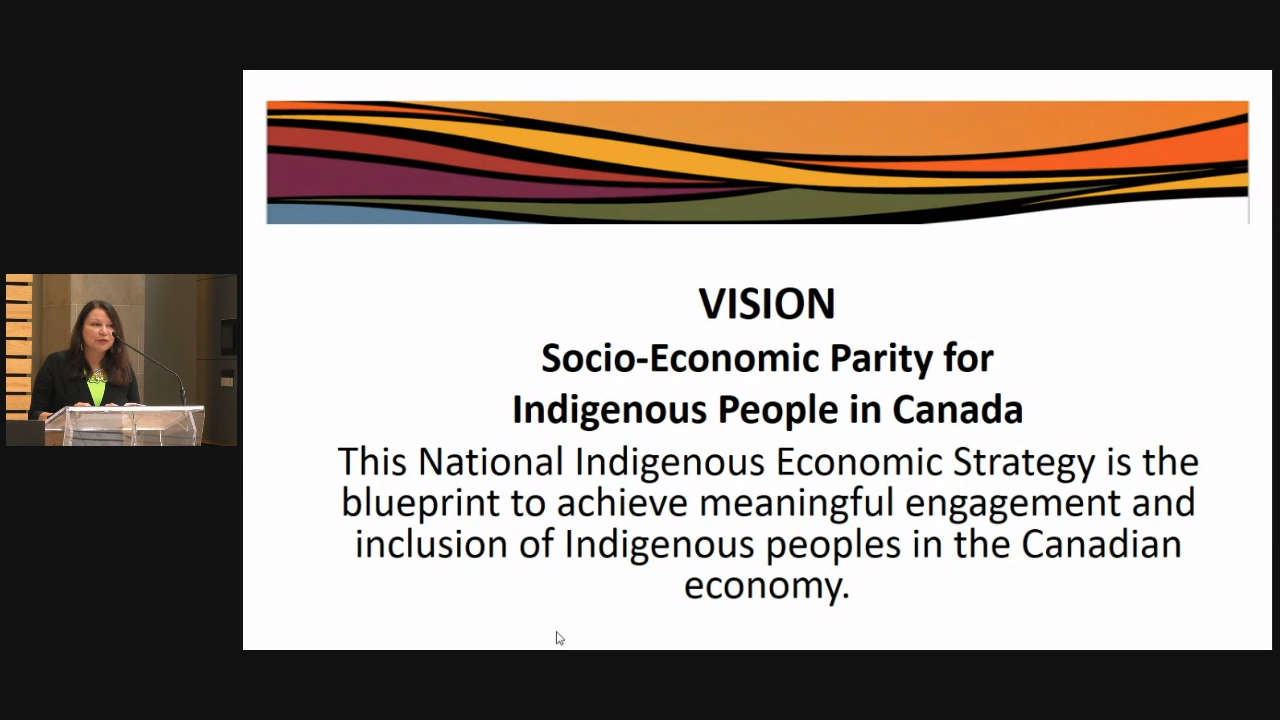 VISION
Socio-Economic Parity for
Indigenous People in Canada
This National Indigenous Economic Strategy is the
blueprint to achieve meaningful engagement and
inclusion of Indigenous peoples in the Canadian
economy.